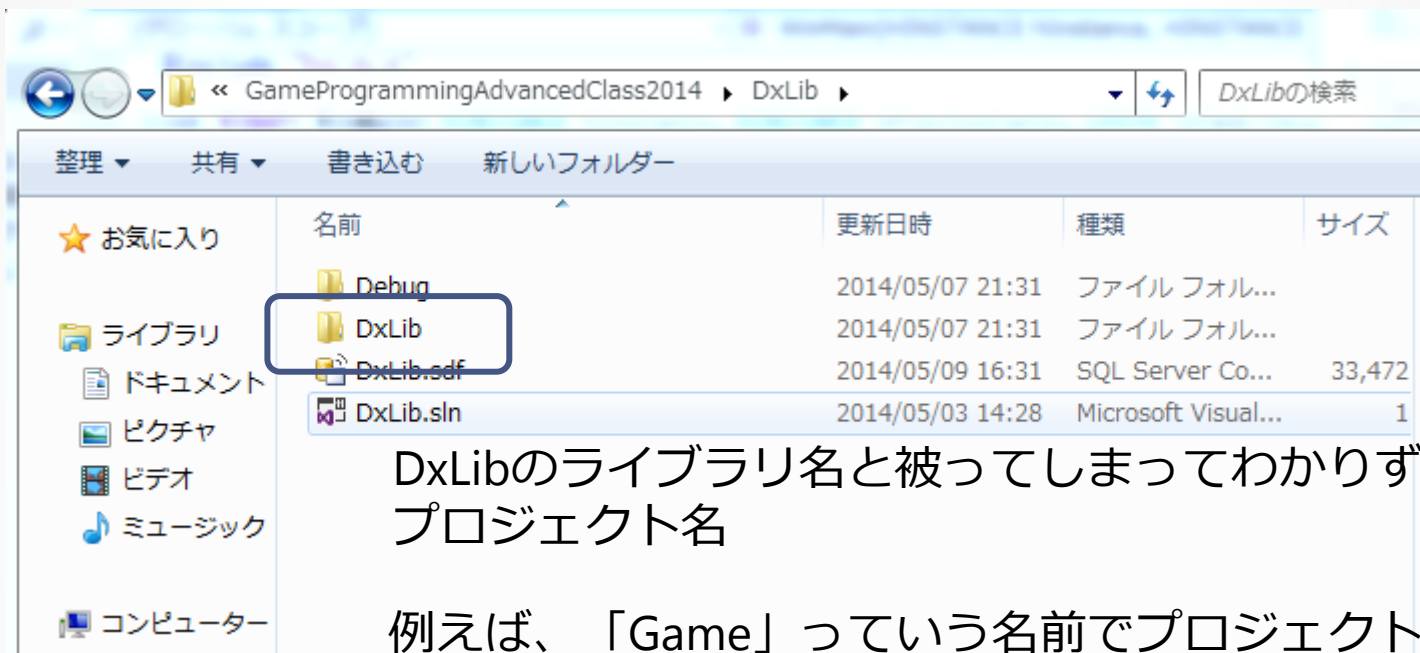 « GameProgrammingAdvancedClass2014 ▸ DxLib ▸ DxLibの検索
整理 ▼ 共有 ▼ 書き込む 新しいフォルダー
お気に入り
ライブラリ
ドキュメント
ピクチャ
ビデオ
ミュージック
コンピューター
名前 更新日時 種類 サイズ
Debug 2014/05/07 21:31 ファイル フォル...
DxLib 2014/05/07 21:31 ファイル フォル...
DxLib.sdf 2014/05/09 16:31 SQL Server Co... 33,472
DxLib.sln 2014/05/03 14:28 Microsoft Visual... 1
DxLibのライブラリ名と被ってしまってわかりず
プロジェクト名
例えば、「Game」っていう名前でプロジェクト